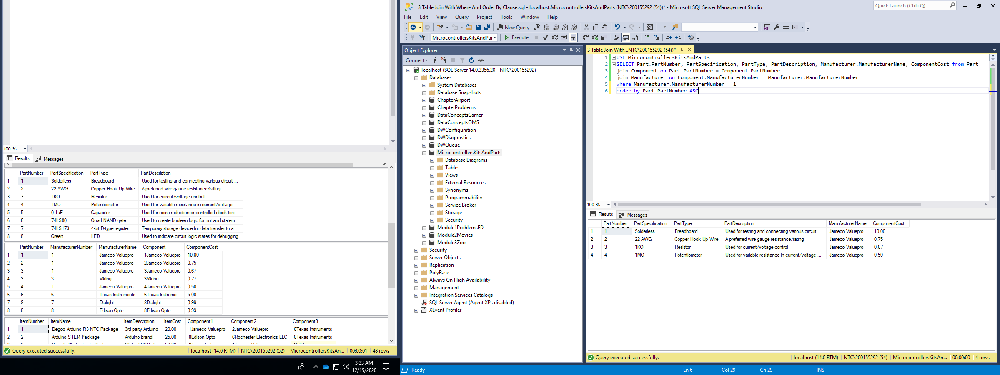 3 Table Join With Where And Order By Clause.sql - localhost.MicrocontrollersKitsAndParts (NTC\200155292 (54))* - Microsoft SQL Server Management Studio
Quick Launch (Ctrl+Q)
File Edit View Query Project Tools Window Help
New Query
MicrocontrollersKitsAndPar
Execute
Object Explorer
Connect
localhost (SQL Server 14.0.3356.20 - NTC\200155292)
Databases
System Databases
Database Snapshots
ChapterAirport
ChapterProblems
DataConceptsGamer
DataConceptsOMS
DWConfiguration
DWDiagnostics
DWQueue
MicrocontrollersKitsAndParts
Database Diagrams
Tables
Views
External Resources
Synonyms
Programmability
Service Broker
Storage
Security
Module1ProblemsED
Module2Movies
Module3Zoo
Security
Server Objects
Replication
PolyBase
Always On High Availability
Management
Integration Services Catalogs
SQL Server Agent (Agent XPs disabled)
XEvent Profiler
3 Table Join With...NTC\200155292 (54))*
1 USE MicrocontrollersKitsAndParts
2 SELECT Part.PartNumber, PartSpecification, PartType, PartDescription, Manufacturer.ManufacturerName, ComponentCost from Part
3 join Component on Part.PartNumber = Component.PartNumber
4 join Manufacturer on Component.ManufacturerNumber = Manufacturer.ManufacturerNumber
5 where Manufacturer.ManufacturerNumber = 1
6 order by Part.PartNumber ASC
100 %
Results Messages
PartNumber PartSpecification PartType PartDescription ManufacturerName ComponentCost
1 1 Solderless Breadboard Used for testing and connecting various circuit ... Jameco Valuepro 10.00
2 2 22 AWG Copper Hook Up Wire A preferred wire gauge resistance/rating Jameco Valuepro 0.75
3 3 1KO Resistor Used for current/voltage control Jameco Valuepro 0.67
4 4 1MO Potentiometer Used for variable resistance in current/voltage ... Jameco Valuepro 0.50
Query executed successfully. localhost (14.0 RTM) NTC\200155292 (54) MicrocontrollersKitsAn... 00:00:00 4 rows
Ready Ln 6 Col 29 Ch 29 INS
100 %
Results Messages
PartNumber PartSpecification PartType PartDescription
1 1 Solderless Breadboard Used for testing and connecting various circuit ...
2 2 22 AWG Copper Hook Up Wire A preferred wire gauge resistance/rating
3 3 1KO Resistor Used for current/voltage control
4 4 1MO Potentiometer Used for variable resistance in current/voltage ...
5 5 0.1µF Capacitor Used for noise reduction or controlled clock timi...
6 6 74LS00 Quad NAND gate Used to create boolean logic for not and statem...
7 7 74LS173 4-bit D-type register Temporary storage device for data transfer to a...
8 8 Green LED Used to indicate circuit logic states for debugging
PartNumber ManufacturerNumber ManufacturerName Component ComponentCost
1 1 1 Jameco Valuepro 1Jameco Valuepro 10.00
2 2 1 Jameco Valuepro 2Jameco Valuepro 0.75
3 3 1 Jameco Valuepro 3Jameco Valuepro 0.67
4 3 3 Viking 3Viking 0.77
5 4 1 Jameco Valuepro 4Jameco Valuepro 0.50
6 6 6 Texas Instruments 6Texas Instrume... 5.00
7 8 7 Dialight 8Dialight 0.99
8 8 8 Edison Opto 8Edison Opto 0.99
ItemNumber ItemName ItemDescription ItemCost Component1 Component2 Component3
1 1 Elegoo Arduino R3 NTC Package 3rd party Arduino 20.00 1Jameco Valuepro 2Jameco Valuepro 6Texas Instruments
2 2 Arduino STEM Package Arduino brand 25.00 8Edison Opto 6Rochester Electronics LLC 6Texas Instruments
Query executed successfully. localhost (14.0 RTM) NTC\200155292 (52) MicrocontrollersKitsAn... 00:00:01 48 rows
3:33 AM
12/15/2020